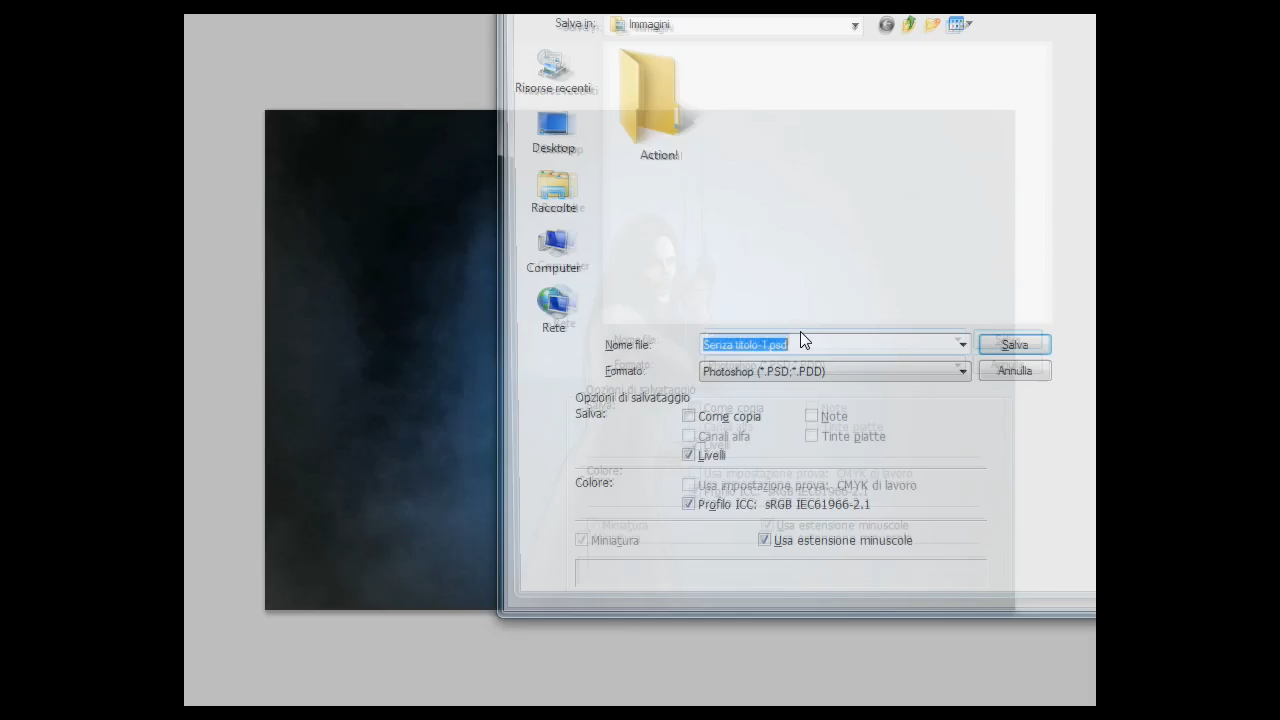 Salva in: Immagini
Risorse recenti
Action!
Desktop
Raccolte
Computer
Rete
Nome file: Senza titolo-1.psd Salva
Formato: Photoshop (*.PSD;*.PDD) Annulla
Opzioni di salvataggio
Salva: Come copia Note
Canali alfa Tinte piatte
Livelli
Colore: Usa impostazione prova: CMYK di lavoro
Profilo ICC: sRGB IEC61966-2.1
Miniatura Usa estensione minuscole